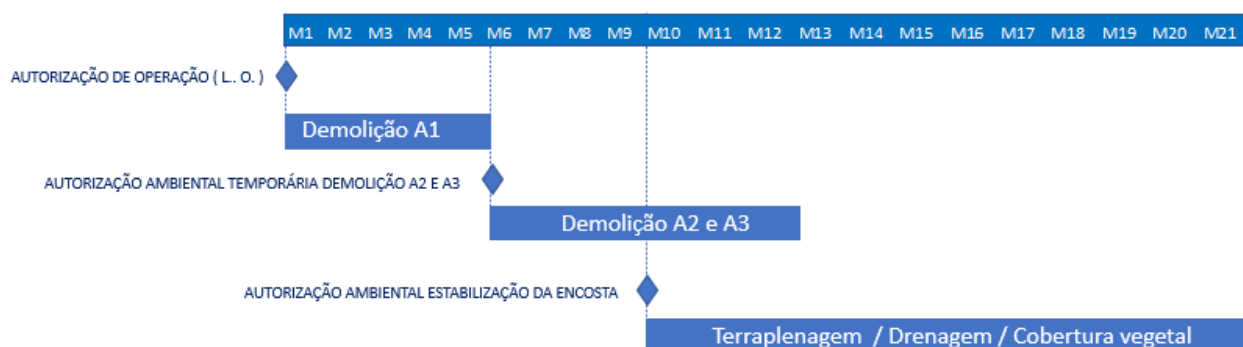 M1 M2 M3 M4 M5 M6 M7 M8 M9 M10 M11 M12 M13 M14 M15 M16 M17 M18 M19 M20 M21
AUTORIZAÇÃO DE OPERAÇÃO ( L.. O. )
Demolição A1
AUTORIZAÇÃO AMBIENTAL TEMPORÁRIA DEMOLIÇÃO A2 E A3
Demolição A2 e A3
AUTORIZAÇÃO AMBIENTAL ESTABILIZAÇÃO DA ENCOSTA
Terraplenagem / Drenagem / Cobertura vegetal